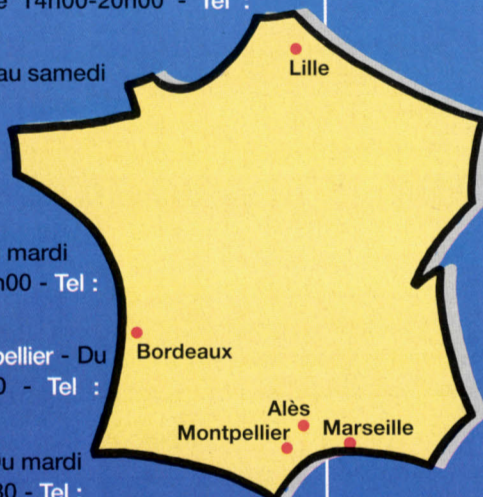 14h00-20h00 - Tel :
au samedi
Lille
mardi
h00 - Tel :
Bordeaux
pellier - Du
0 - Tel :
Alès
Montpellier
Marseille
u mardi
30 - Tel :